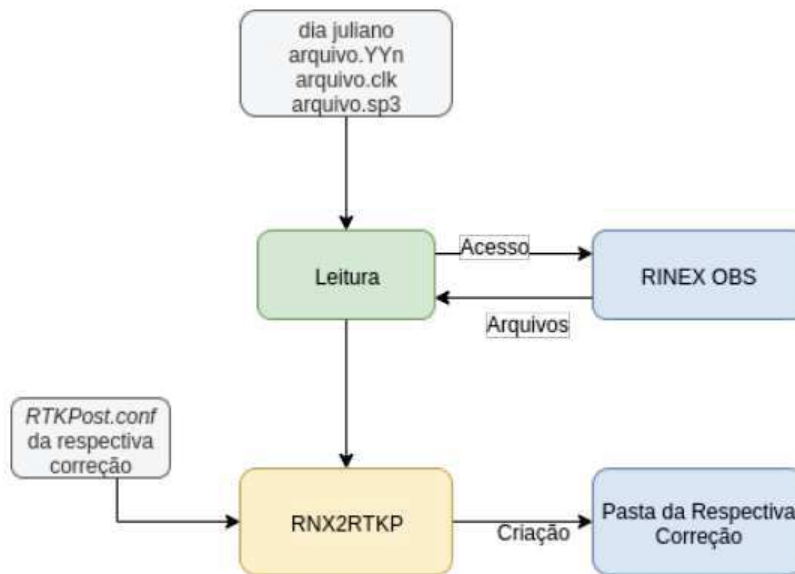 dia juliano
arquivo.YYn
arquivo.clk
arquivo.sp3
Leitura
Acesso
RINEX OBS
Arquivos
RTKPost.conf
da respectiva
correção
RNX2RTKP
Criação
Pasta da Respectiva
Correção